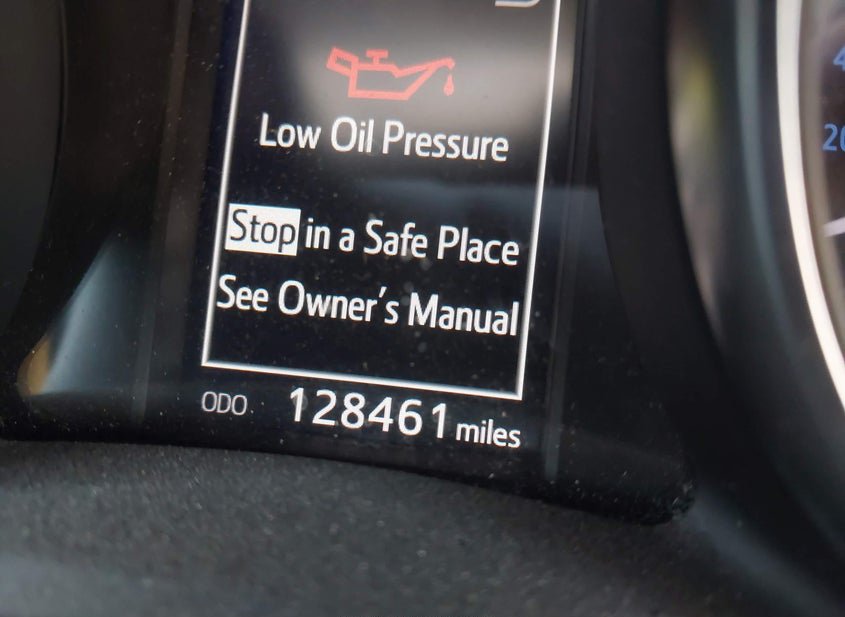 Low Oil Pressure
Stop in a Safe Place
See Owner's Manual
ODO 128461 miles